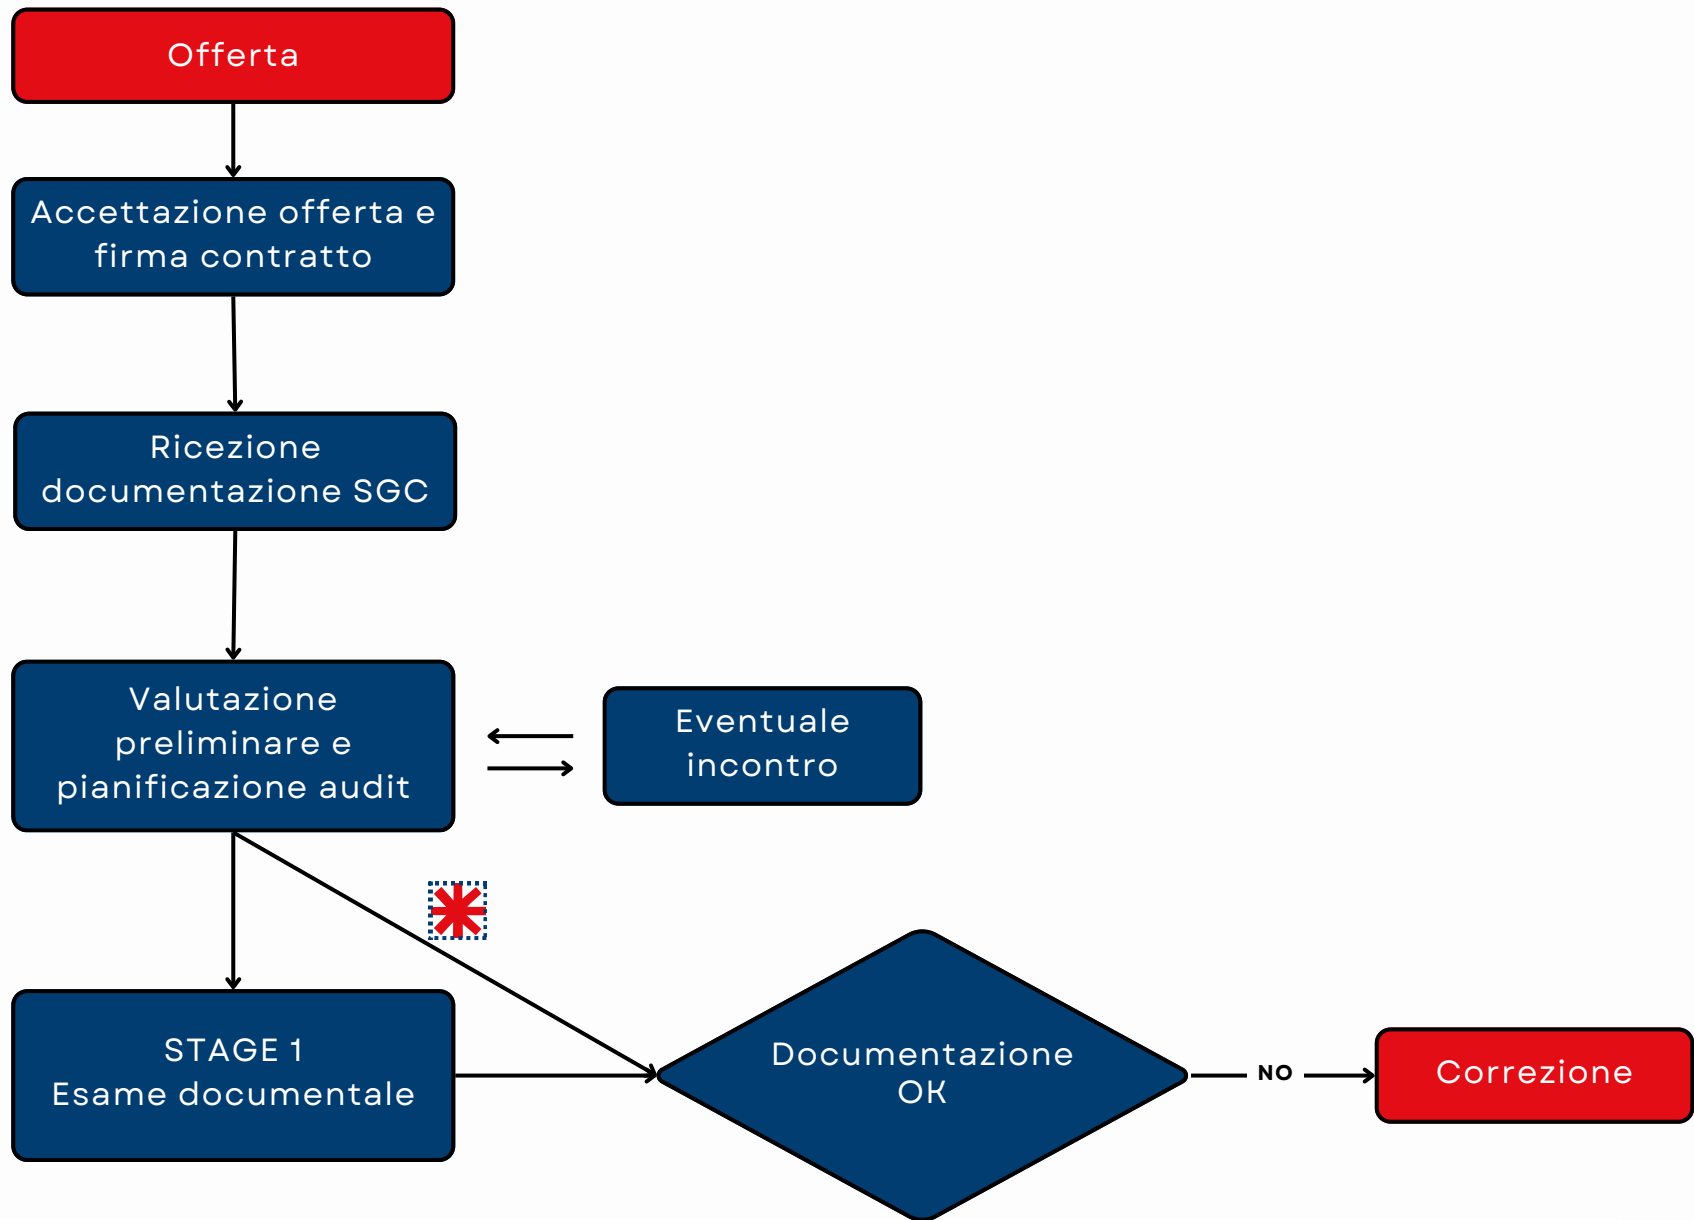 Offerta
Accettazione offerta e
firma contratto
Ricezione
documentazione SGC
Valutazione
preliminare e
pianificazione audit
Eventuale
incontro
STAGE 1
Esame documentale
Documentazione
OK
NO
Correzione